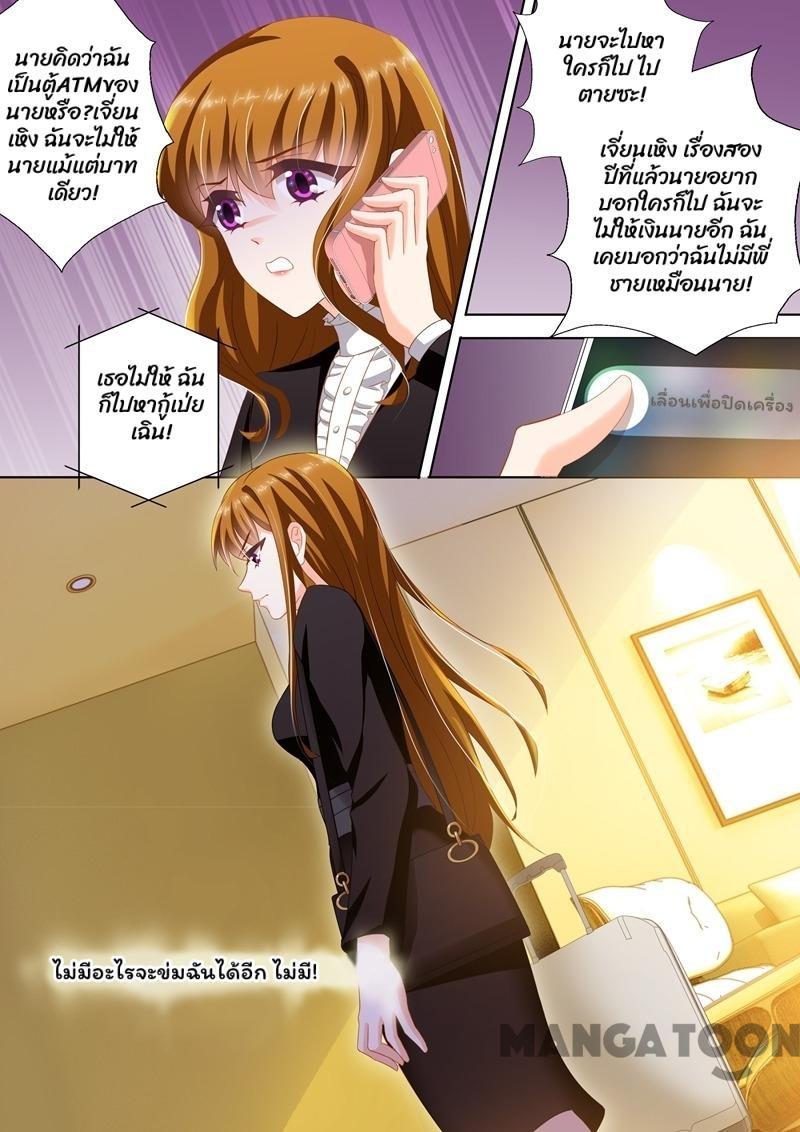 นายคิดว่าฉัน
เป็นตู้ATMของ
นายหรือ?เจี่ยน
เหิง ฉันจะไม่ให้
นายแม้แต่บาท
เดียว!
เธอไม่ให้ ฉัน
ก็ไปหากู้เป่ย
เฉิน!
นายจะไปหา
ใครก็ไป ไป
ตายซะ!
เจี่ยนเหิง เรื่องสอง
ปีที่แล้วนายอยาก
บอกใครก็ไป ฉันจะ
ไม่ให้เงินนายอีก ฉัน
เคยบอกว่าฉันไม่มีพี่
ชายเหมือนนาย!
เลื่อนเพื่อปิดเครื่อง
ไม่มีอะไรจะข่มฉันได้อีก ไม่มี!
MANGATOON